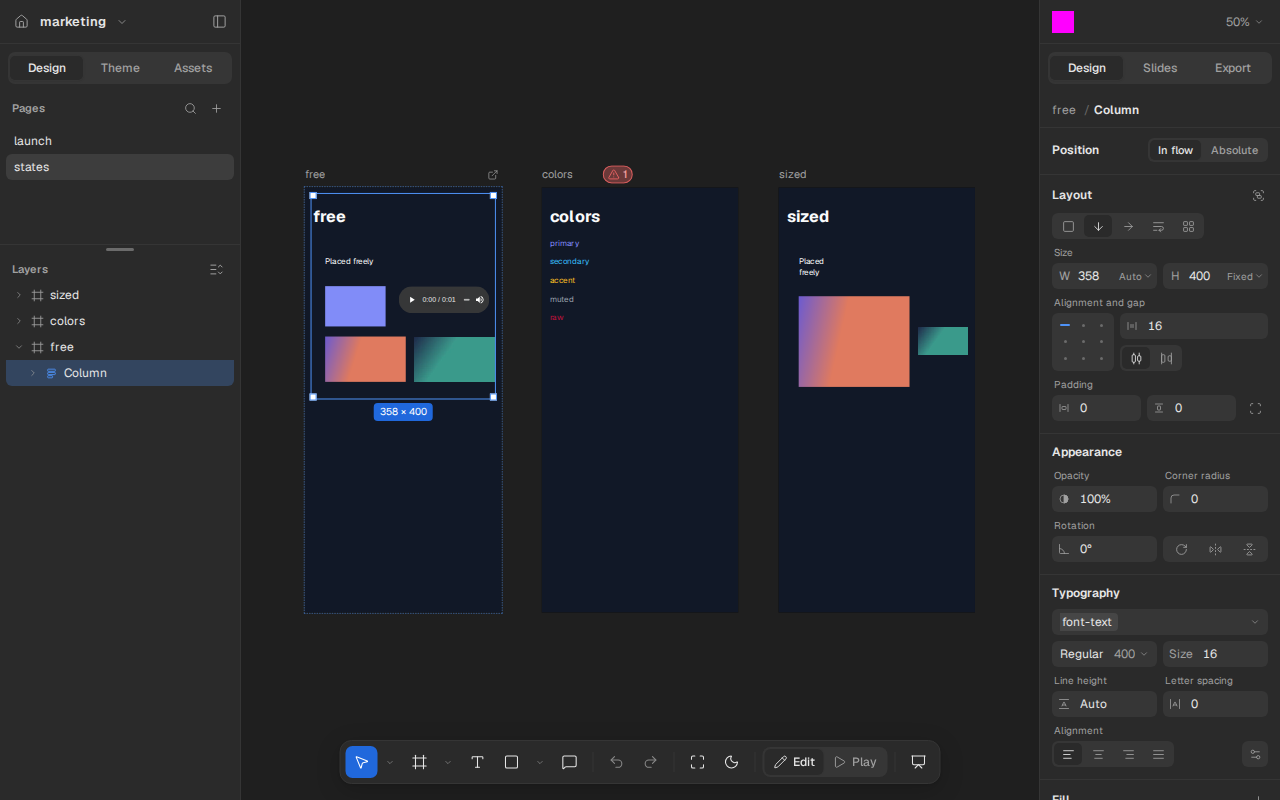 marketing
50%
Design
Theme
Assets
Design
Slides
Export
Pages
launch
states
free / Column
Position
In flow
Absolute
Layout
Size
W 358 Auto
H 400 Fixed
Alignment and gap
16
Padding
0
0
Appearance
Opacity
Corner radius
100%
0
Rotation
0°
Typography
font-text
Regular 400
Size 16
Line height
Letter spacing
Auto
0
Alignment
Fill
Layers
sized
colors
free
Column
free
free
Placed freely
0:00 / 0:01
358 × 400
colors
1
colors
primary
secondary
accent
muted
raw
sized
sized
Placed
freely
Edit
Play